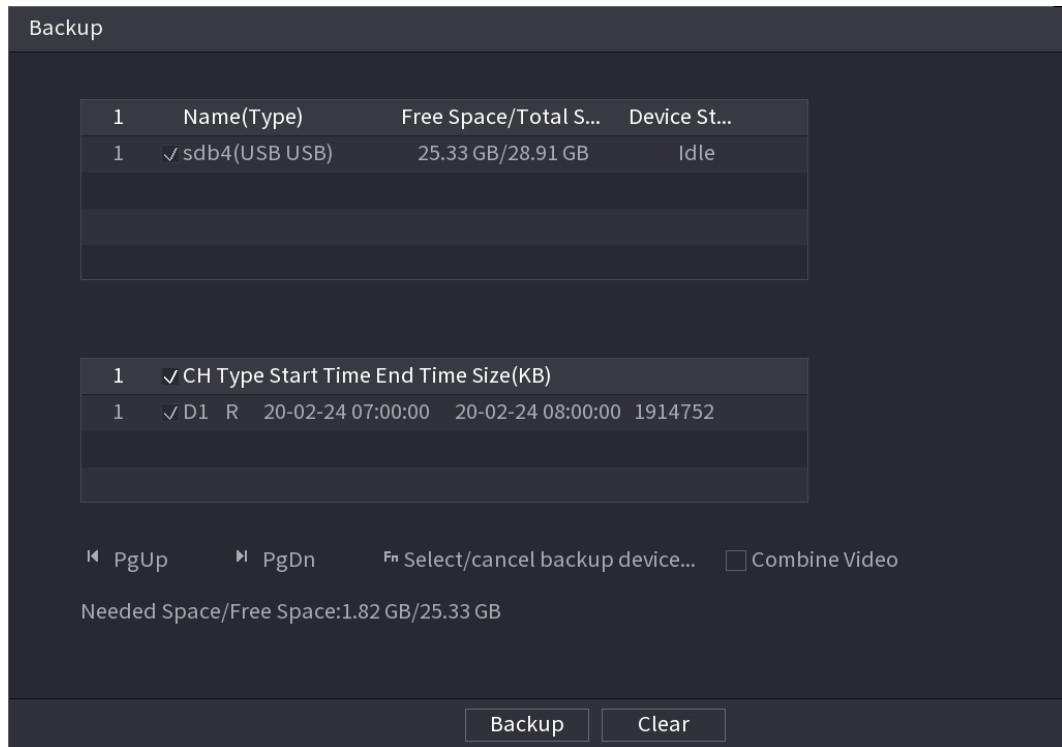 Backup
1 Name(Type) Free Space/Total S... Device St...
1 sdb4(USB USB) 25.33 GB/28.91 GB Idle
1 CH Type Start Time End Time Size(KB)
1 D1 R 20-02-24 07:00:00 20-02-24 08:00:00 1914752
PgUp PgDn Fn Select/cancel backup device... Combine Video
Needed Space/Free Space:1.82 GB/25.33 GB
Backup Clear